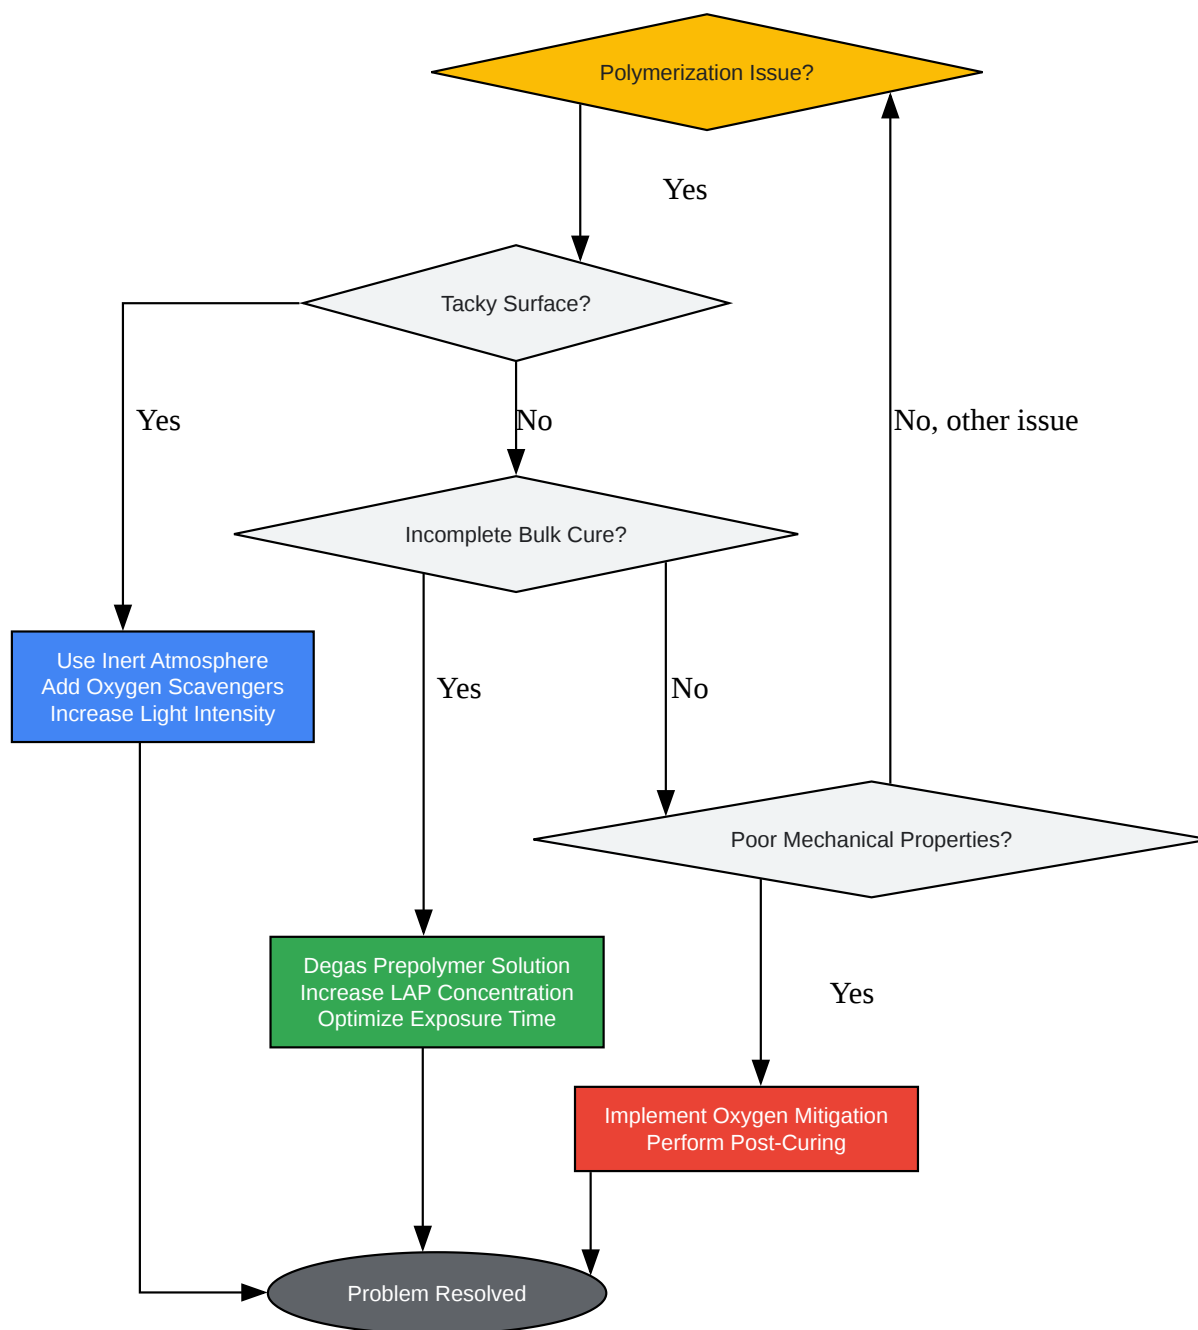 Polymerization Issue?
Yes
Tacky Surface?
Yes
No
No, other issue
Incomplete Bulk Cure?
Use Inert Atmosphere
Add Oxygen Scavengers
Increase Light Intensity
Yes
No
Poor Mechanical Properties?
Degas Prepolymer Solution
Increase LAP Concentration
Optimize Exposure Time
Yes
Implement Oxygen Mitigation
Perform Post-Curing
Problem Resolved